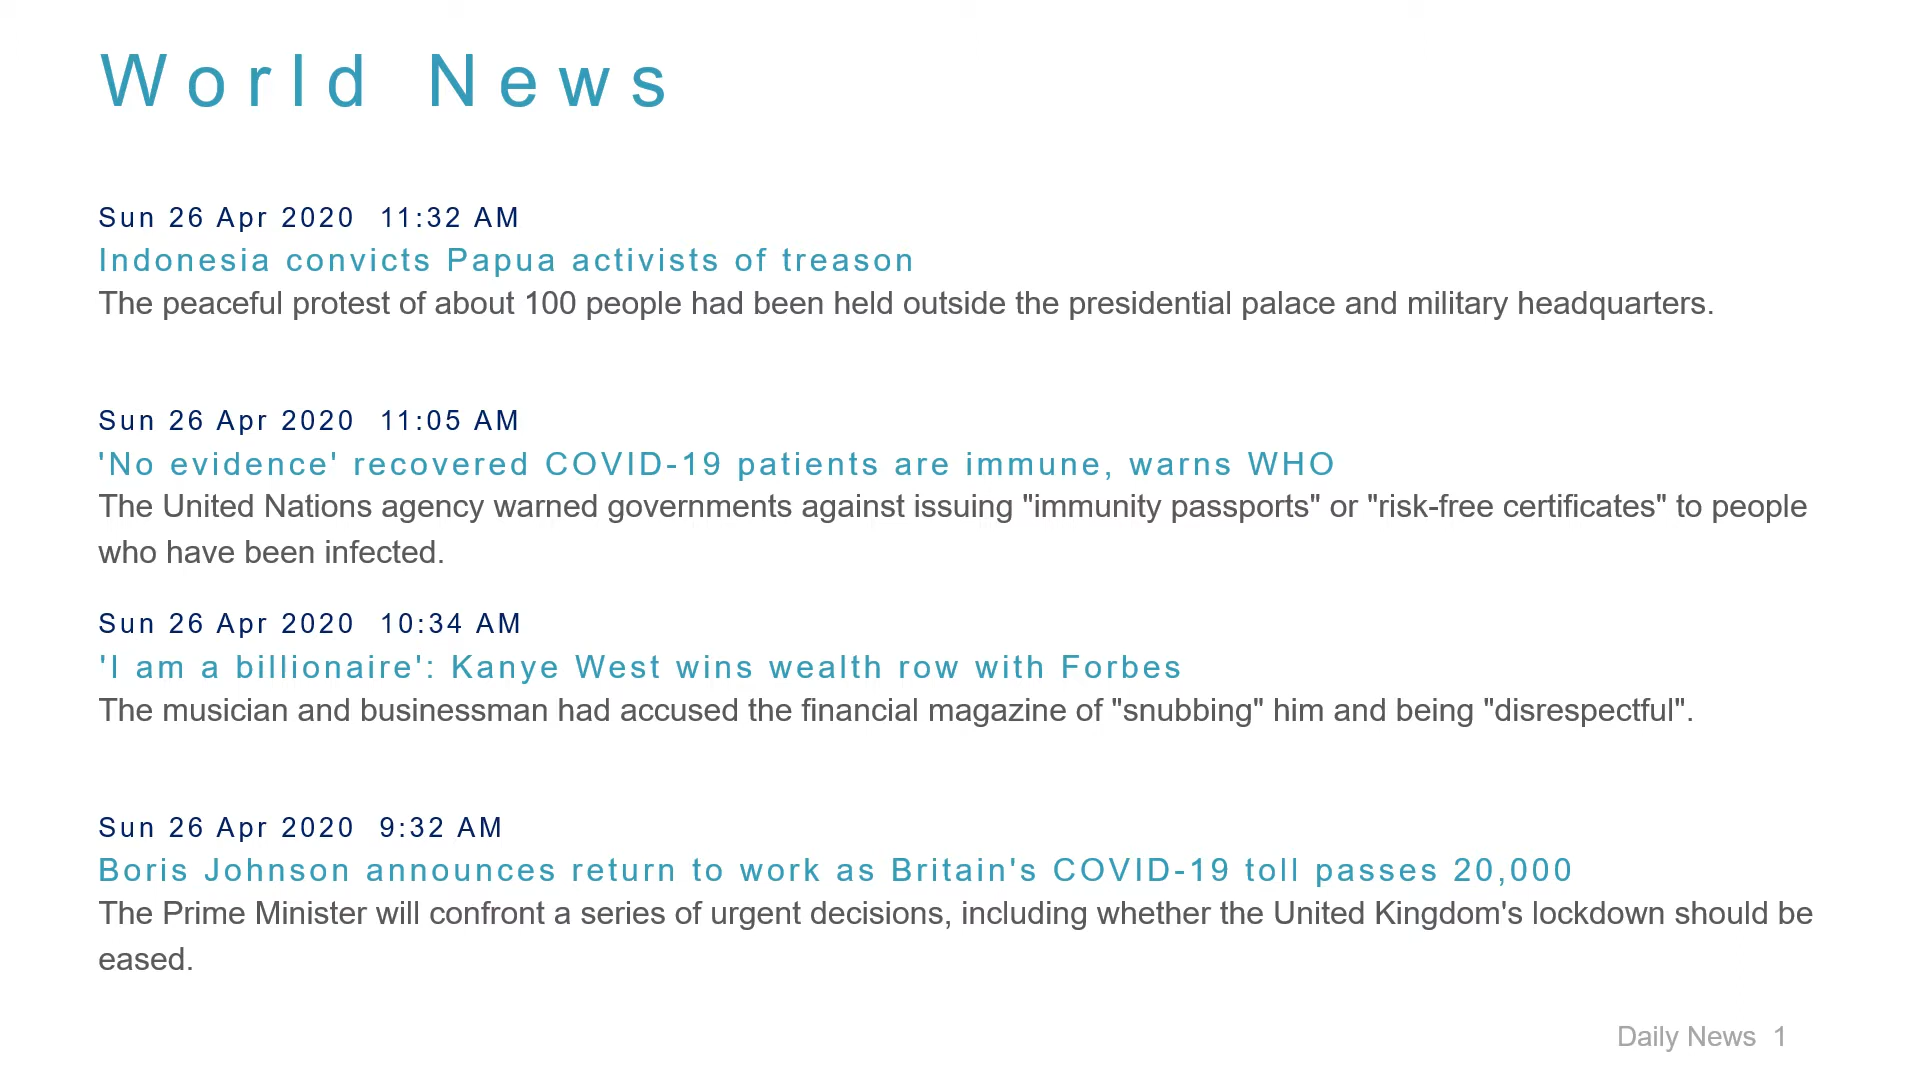 World News
Sun 26 Apr 2020  11:32 AM
Indonesia convicts Papua activists of treason
The peaceful protest of about 100 people had been held outside the presidential palace and military headquarters.
Sun 26 Apr 2020  11:05 AM
'No evidence' recovered COVID-19 patients are immune, warns WHO
The United Nations agency warned governments against issuing "immunity passports" or "risk-free certificates" to people
who have been infected.
Sun 26 Apr 2020  10:34 AM
'I am a billionaire': Kanye West wins wealth row with Forbes
The musician and businessman had accused the financial magazine of "snubbing" him and being "disrespectful".
Sun 26 Apr 2020  9:32 AM
Boris Johnson announces return to work as Britain's COVID-19 toll passes 20,000
The Prime Minister will confront a series of urgent decisions, including whether the United Kingdom's lockdown should be
eased.
Daily News  1